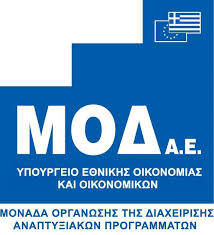 ΜΟΔ Α.Ε.
ΥΠΟΥΡΓΕΙΟ ΕΘΝΙΚΗΣ ΟΙΚΟΝΟΜΙΑΣ
ΚΑΙ ΟΙΚΟΝΟΜΙΚΩΝ
ΜΟΝΑΔΑ ΟΡΓΑΝΩΣΗΣ ΤΗΣ ΔΙΑΧΕΙΡΙΣΗΣ
ΑΝΑΠΤΥΞΙΑΚΩΝ ΠΡΟΓΡΑΜΜΑΤΩΝ